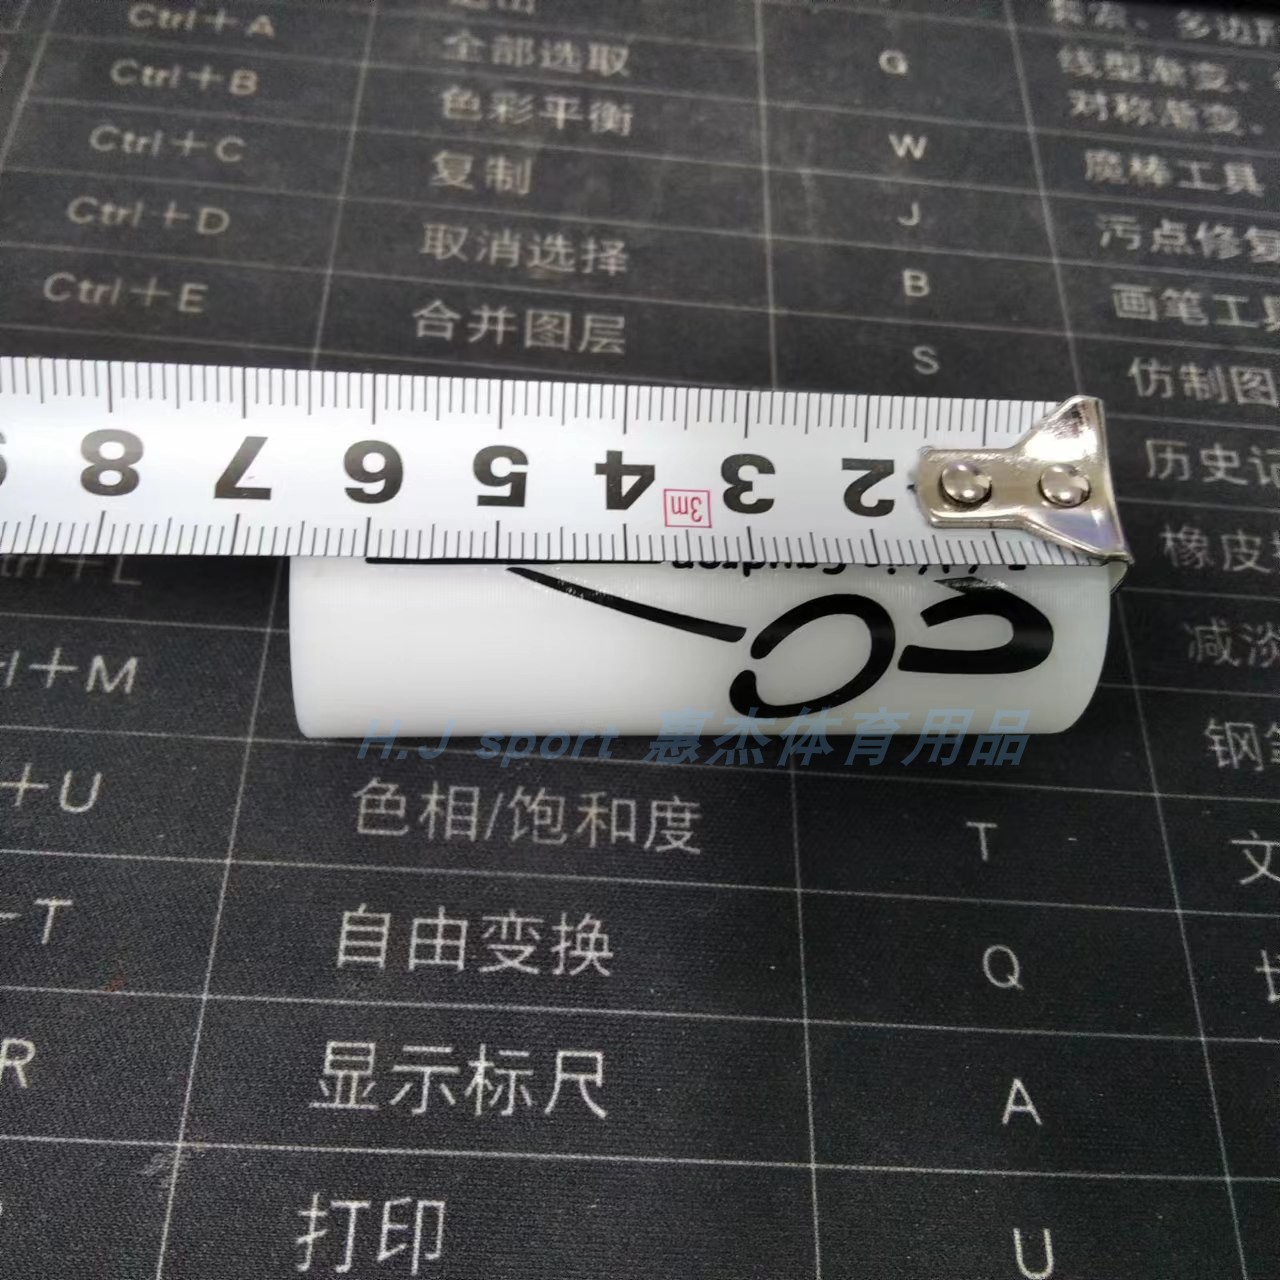 Ctrl+A
全部选取 G 线型渐变、
Ctrl+B 色彩平衡 对称渐变、
Ctrl+C 复制 W 魔棒工具
Ctrl+D 取消选择 J 污点修复
Ctrl+E 合并图层 B 画笔工具
S 仿制图
历史记
8 7 6 5 4 3 2
3m
橡皮
减淡
+M
H.J sport 惠杰体育用品
钢笔
+U 色相/饱和度 T 文
T 自由变换 Q
R 显示标尺 A
打印 U